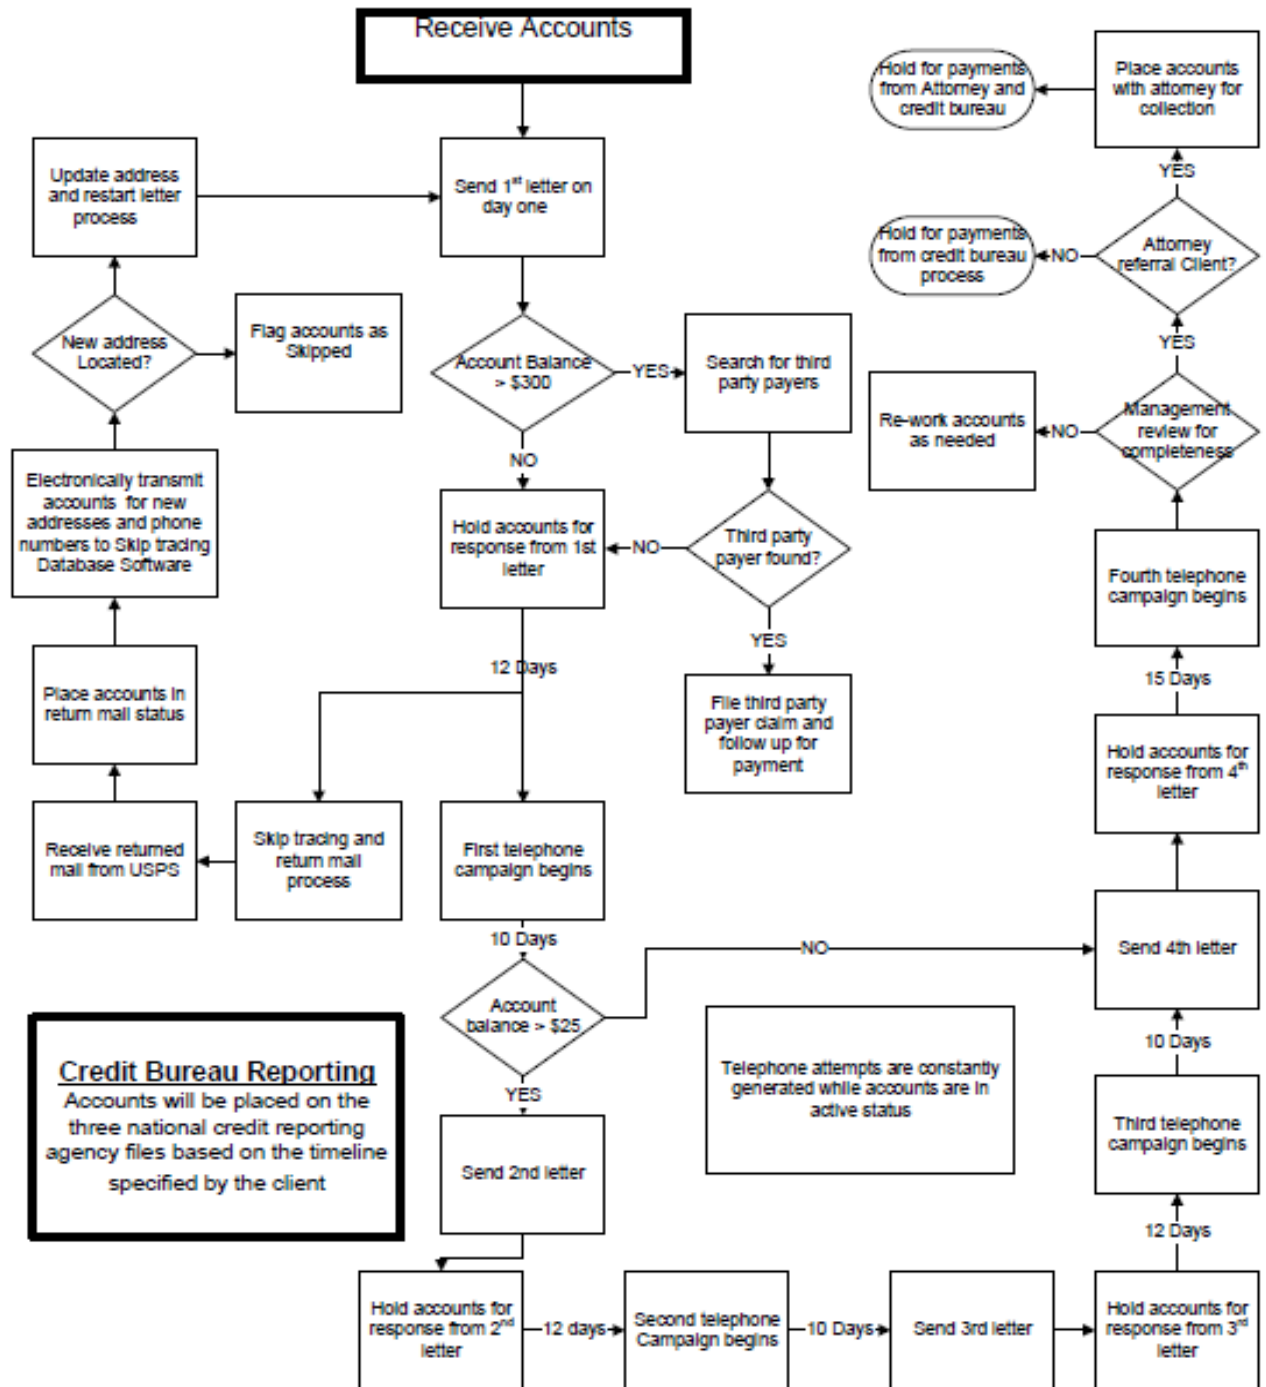 Receive Accounts
Hold for payments
from Attorney and
credit bureau
Place accounts
with attorney for
collection
YES
Update address
and restart letter
process
Send 1st letter on
day one
Hold for payments
from credit bureau
process
NO
Attorney
referral Client?
YES
New address
Located?
Flag accounts as
Skipped
Account Balance
> $300
YES
Search for third
party payers
Re-work accounts
as needed
NO
Management
review for
completeness
NO
Electronically transmit
accounts for new
addresses and phone
numbers to Skip tracing
Database Software
Hold accounts for
response from 1st
letter
NO
Third party
payer found?
Fourth telephone
campaign begins
YES
12 Days
15 Days
Place accounts in
return mail status
File third party
payer claim and
follow up for
payment
Hold accounts for
response from 4th
letter
Receive returned
mail from USPS
Skip tracing and
return mail
process
First telephone
campaign begins
10 Days
NO
Send 4th letter
Account
balance > $25
10 Days
Credit Bureau Reporting
Accounts will be placed on the
three national credit reporting
agency files based on the timeline
specified by the client
Telephone attempts are constantly
generated while accounts are in
active status
YES
Third telephone
campaign begins
Send 2nd letter
12 Days
Hold accounts for
response from 2nd
letter
12 days
Second telephone
Campaign begins
10 Days
Send 3rd letter
Hold accounts for
response from 3rd
letter